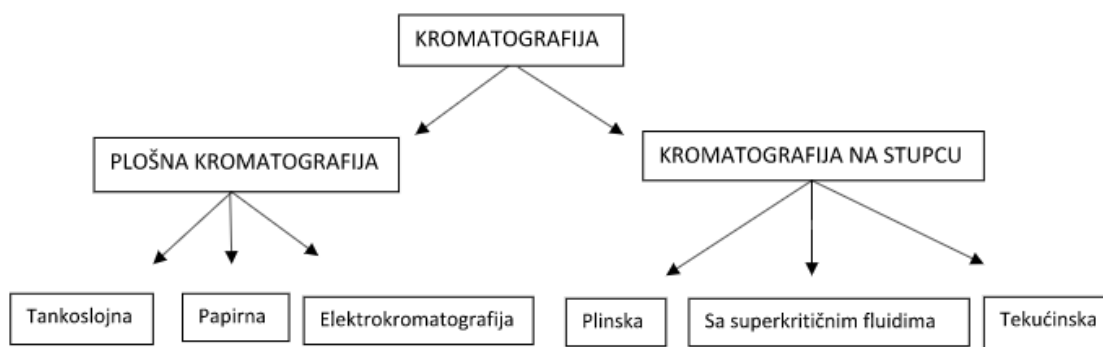 KROMATOGRAFIJA
PLOŠNA KROMATOGRAFIJA
KROMATOGRAFIJA NA STUPCU
Tankoslojna
Papirna
Elektrokromatografija
Plinska
Sa superkritičnim fluidima
Tekućinska